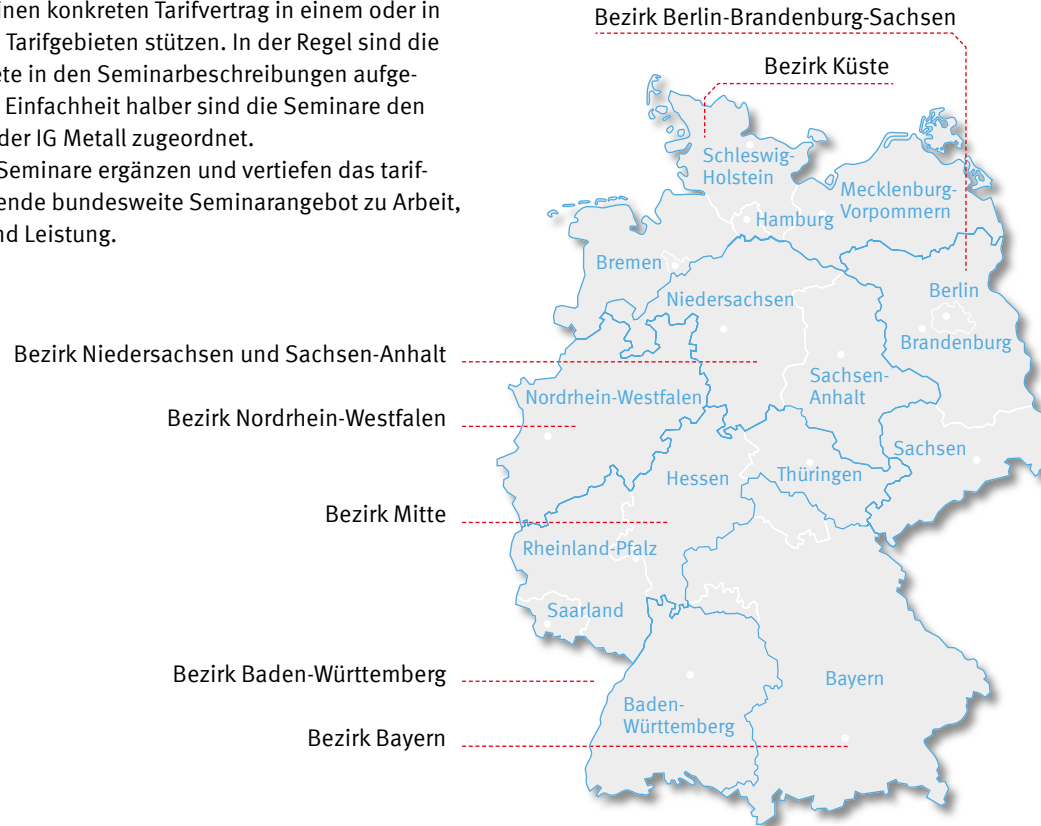 inen konkreten Tarifvertrag in einem oder in
Tarifgebieten stützen. In der Regel sind die
ete in den Seminarbeschreibungen aufge-
Einfachheit halber sind die Seminare den
der IG Metall zugeordnet.
Seminare ergänzen und vertiefen das tarif-
ende bundesweite Seminarangebot zu Arbeit,
nd Leistung.
Bezirk Berlin-Brandenburg-Sachsen
Bezirk Küste
Schleswig-
Holstein
Mecklenburg-
Vorpommern
Hamburg
Bremen
Niedersachsen
Berlin
Brandenburg
Bezirk Niedersachsen und Sachsen-Anhalt
Sachsen-
Anhalt
Nordrhein-Westfalen
Bezirk Nordrhein-Westfalen
Sachsen
Hessen
Thüringen
Bezirk Mitte
Rheinland-Pfalz
Saarland
Bezirk Baden-Württemberg
Bayern
Baden-
Württemberg
Bezirk Bayern